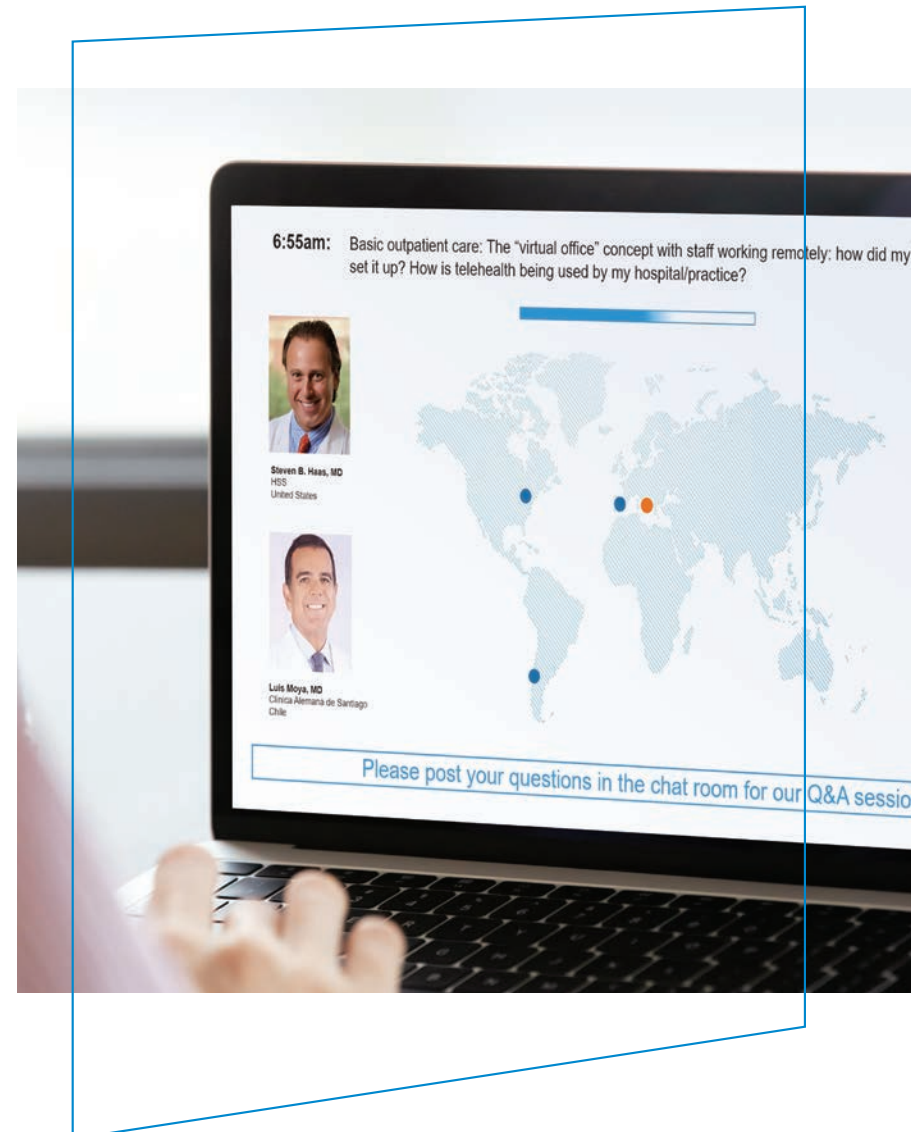 6:55am: Basic outpatient care: The “virtual office” concept with staff working remotely: how did my
set it up? How is telehealth being used by my hospital/practice?
Steven B. Haas, MD
HSS
United States
Luis Moya, MD
Clínica Alemana de Santiago
Chile
Please post your questions in the chat room for our Q&A sessio